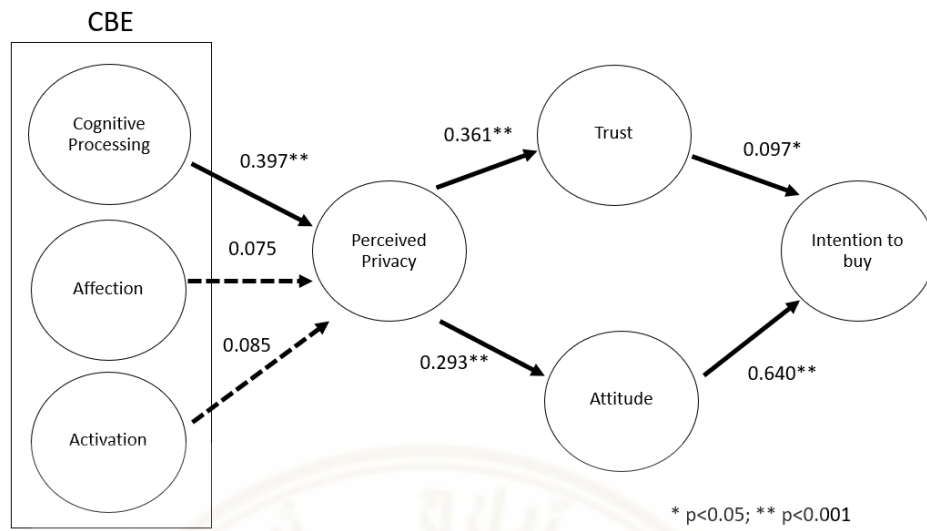 CBE
Cognitive
Processing
0.397**
Affection
0.075
Activation
0.085
Perceived
Privacy
0.361**
Trust
0.097*
0.293**
Attitude
0.640**
Intention to
buy
* p<0.05; ** p<0.001